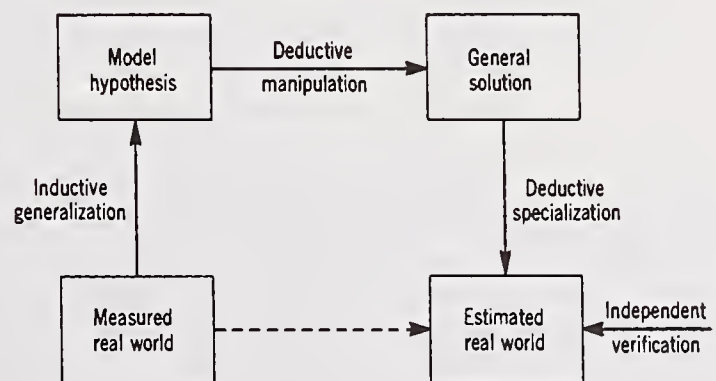 Model
hypothesis
Deductive
manipulation
General
solution
Inductive
generalization
Deductive
specialization
Measured
real world
Estimated
real world
Independent
verification